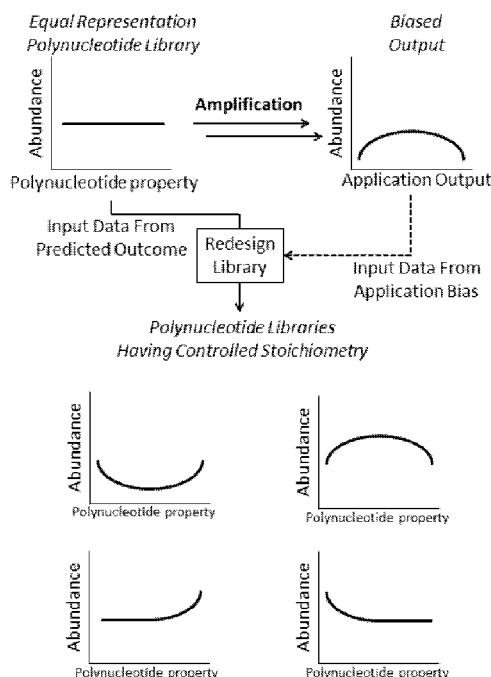 Equal Representation
Polynucleotide Library
Biased
Output
Abundance
Polynucleotide property
Amplification
Abundance
Application Output
Input Data From
Predicted Outcome
Redesign
Library
Input Data From
Application Bias
Polynucleotide Libraries
Having Controlled Stoichiometry
Abundance
Polynucleotide property
Abundance
Polynucleotide property
Abundance
Polynucleotide property
Abundance
Polynucleotide property